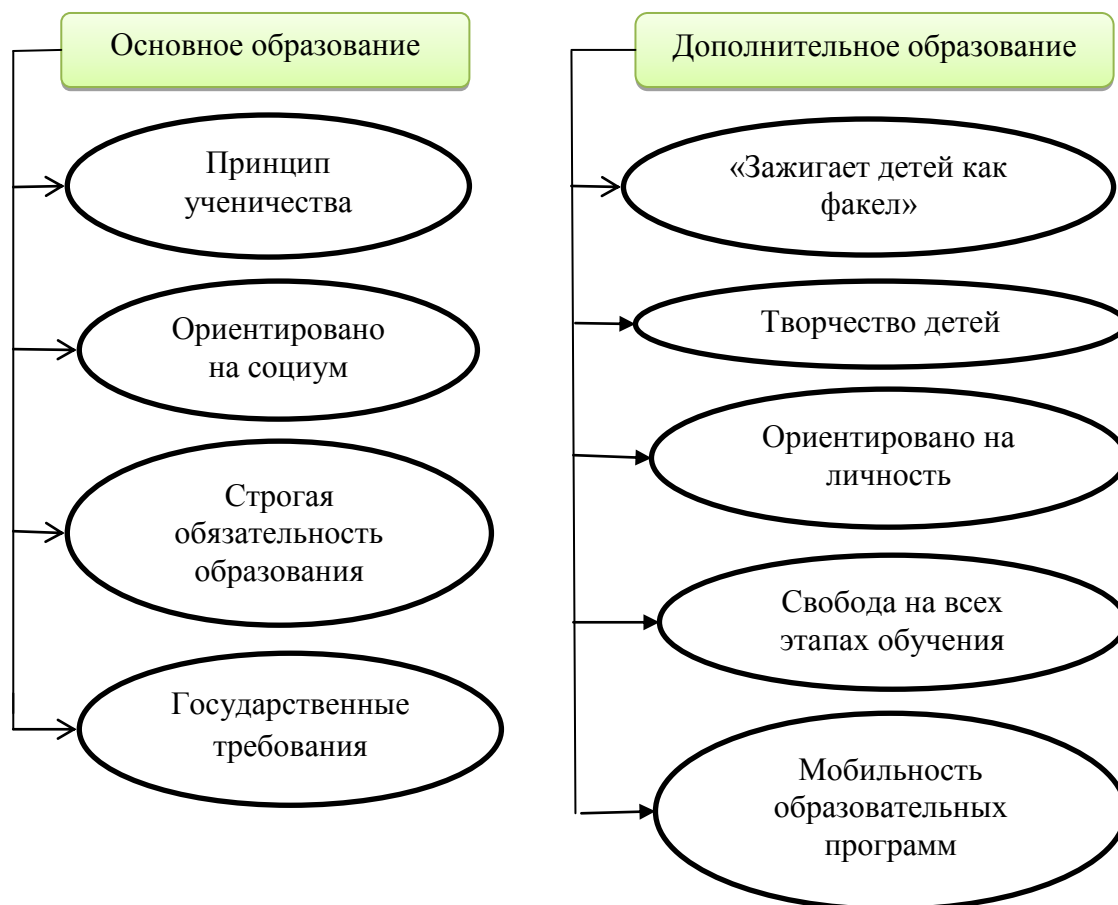 Основное образование
Принцип
ученичества
Ориентировано
на социум
Строгая
обязательность
образования
Государственные
требования
Дополнительное образование
«Зажигает детей как
факел»
Творчество детей
Ориентировано на
личность
Свобода на всех
этапах обучения
Мобильность
образовательных
программ